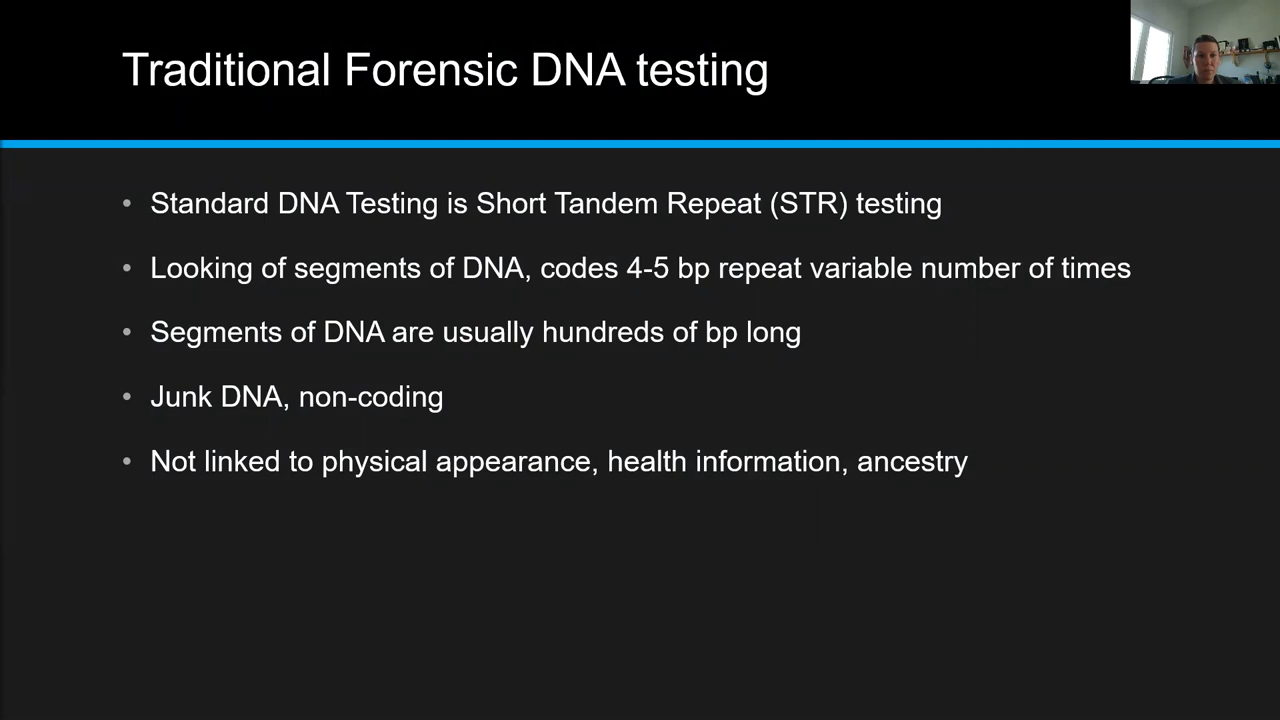 Traditional Forensic DNA testing
• Standard DNA Testing is Short Tandem Repeat (STR) testing
• Looking of segments of DNA, codes 4-5 bp repeat variable number of times
• Segments of DNA are usually hundreds of bp long
• Junk DNA, non-coding
• Not linked to physical appearance, health information, ancestry